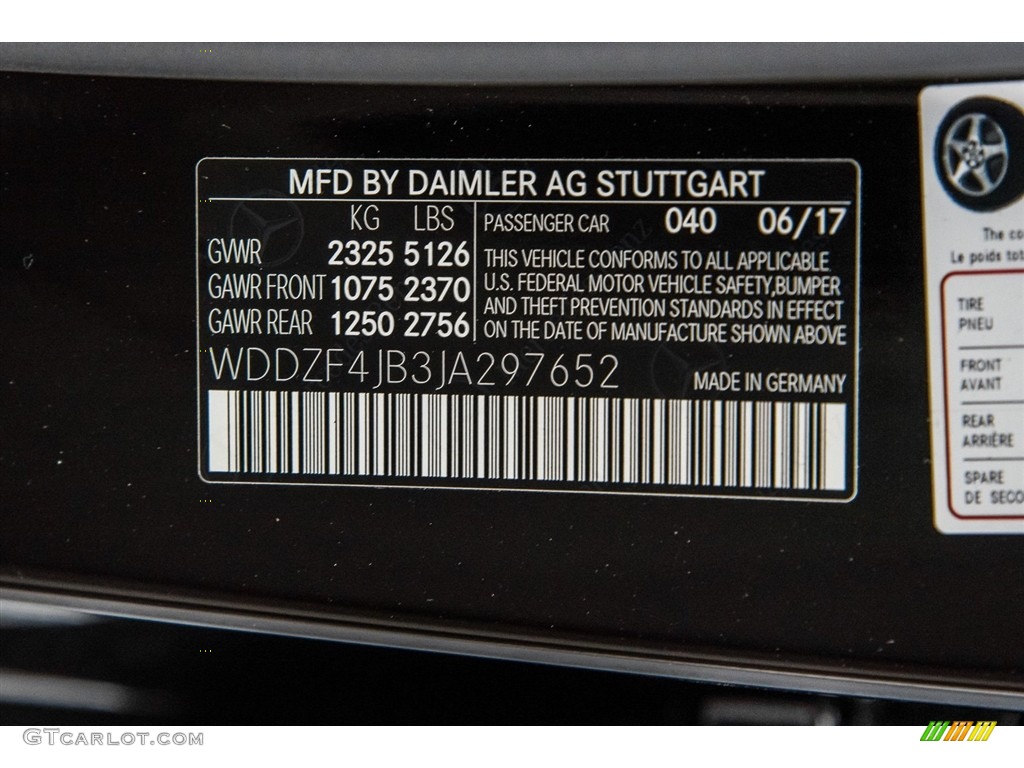 MFD BY DAIMLER AG STUTTGART
KG LBS
GVWR 2325 5126
GAWR FRONT 1075 2370
GAWR REAR 1250 2756
PASSENGER CAR 040 06/17
THIS VEHICLE CONFORMS TO ALL APPLICABLE
U.S. FEDERAL MOTOR VEHICLE SAFETY,BUMPER
AND THEFT PREVENTION STANDARDS IN EFFECT
ON THE DATE OF MANUFACTURE SHOWN ABOVE
WDDZF4JB3JA297652
MADE IN GERMANY
The co
Le poids tot
TIRE
PNEU
FRONT
AVANT
REAR
ARRIÈRE
SPARE
DE SECO
GTCarlot.com